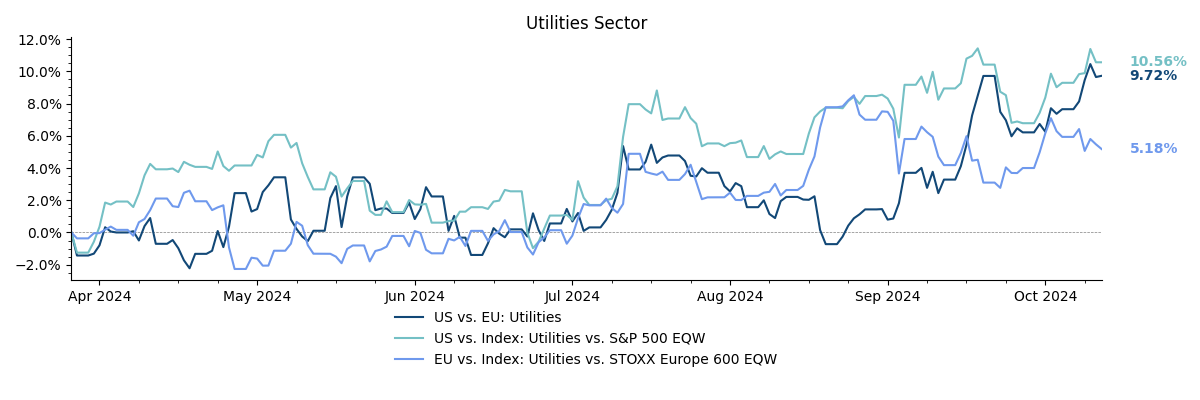 Utilities Sector
12.0%
10.0%
8.0%
6.0%
4.0%
2.0%
0.0%
−2.0%
10.56%
9.72%
5.18%
Apr 2024
May 2024
Jun 2024
Jul 2024
Aug 2024
Sep 2024
Oct 2024
US vs. EU: Utilities
US vs. Index: Utilities vs. S&P 500 EQW
EU vs. Index: Utilities vs. STOXX Europe 600 EQW